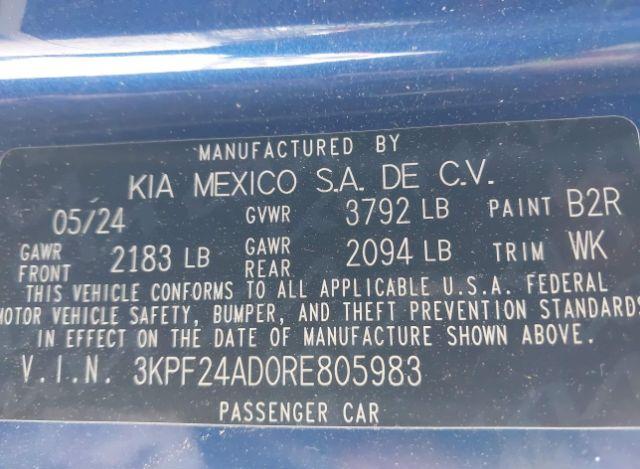 MANUFACTURED BY
KIA MEXICO S.A. DE C.V.
05/24 GVWR 3792 LB PAINT B2R
GAWR FRONT 2183 LB GAWR REAR 2094 LB TRIM WK
THIS VEHICLE CONFORMS TO ALL APPLICABLE U.S.A. FEDERAL
MOTOR VEHICLE SAFETY, BUMPER, AND THEFT PREVENTION STANDARDS
IN EFFECT ON THE DATE OF MANUFACTURE SHOWN ABOVE.
V.I.N. 3KPF24AD0RE805983
PASSENGER CAR